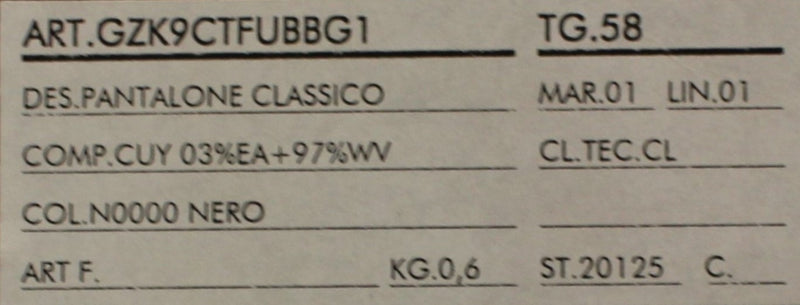 ART.GZK9CTFUBBG1 TG.58
DES.PANTALONE CLASSICO MAR.01 LIN.01
COMP.CUY 03%EA+97%WV CL.TEC.CL
COL.N0000 NERO
ART F. KG.0,6 ST.20125 C.